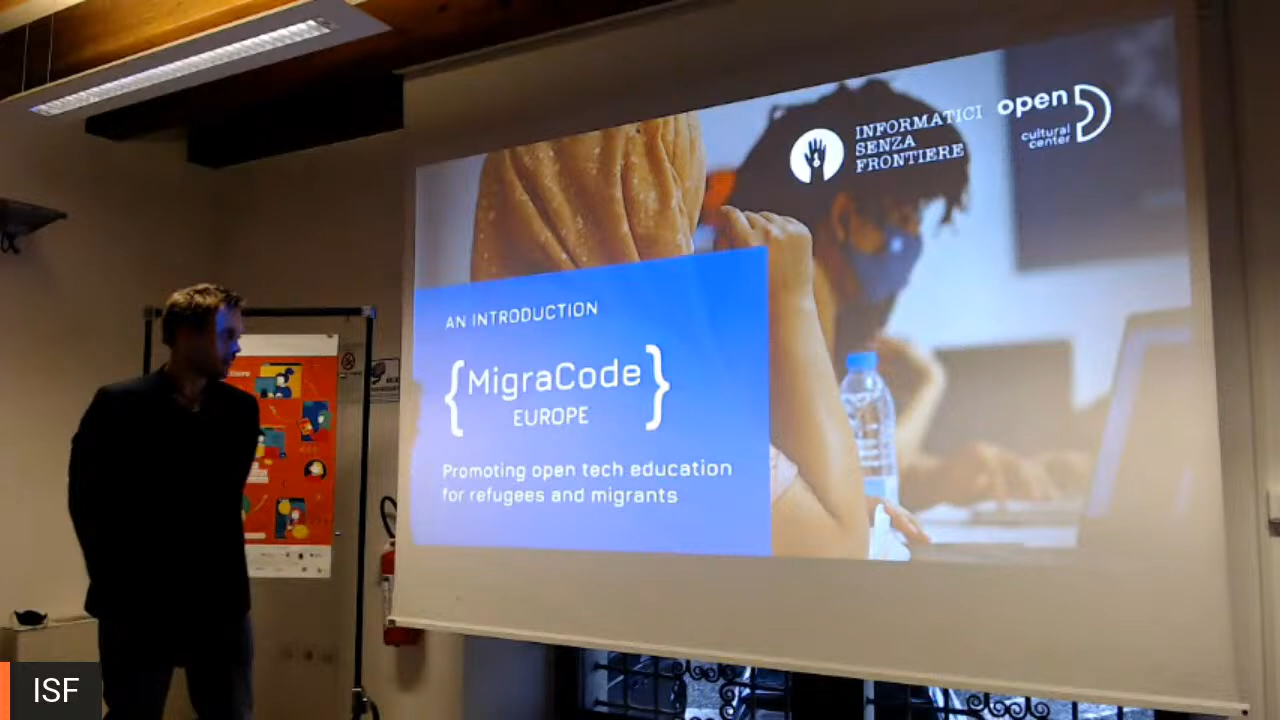 INFORMATICI
SENZA
FRONTIERE
open
cultural
center
AN INTRODUCTION
{MigraCode}
EUROPE
Promoting open tech education
for refugees and migrants
ISF